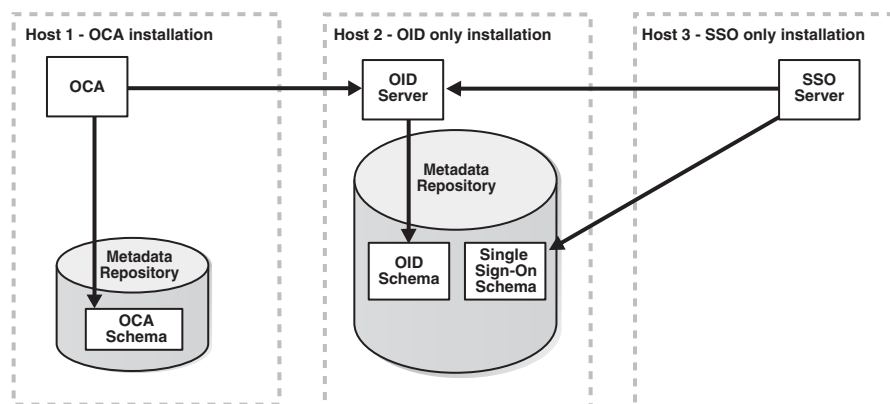 Host 1 - OCA installation
Host 2 - OID only installation
Host 3 - SSO only installation
OCA
OID
Server
SSO
Server
Metadata
Repository
Metadata
Repository
OID
Schema
Single
Sign-On
Schema
OCA
Schema